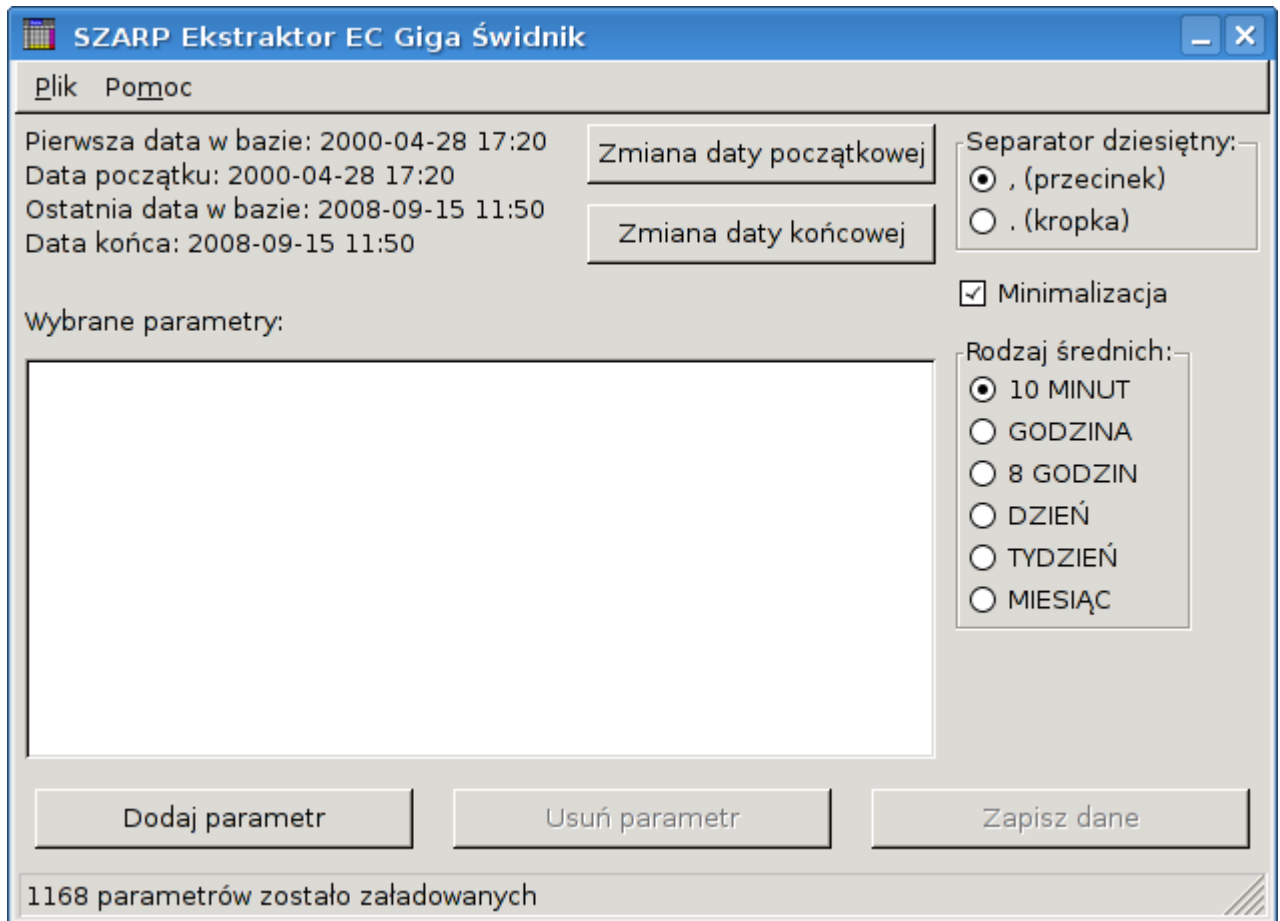 SZARP Ekstraktor EC Giga Świdnik
Plik Pomoc
Pierwsza data w bazie: 2000-04-28 17:20
Data początku: 2000-04-28 17:20
Ostatnia data w bazie: 2008-09-15 11:50
Data końca: 2008-09-15 11:50
Zmiana daty początkowej
Zmiana daty końcowej
Separator dziesiętny:
, (przecinek)
. (kropka)
Minimalizacja
Wybrane parametry:
Rodzaj średnich:
10 MINUT
GODZINA
8 GODZIN
DZIEŃ
TYDZIEŃ
MIESIĄC
Dodaj parametr
Usuń parametr
Zapisz dane
1168 parametrów zostało załadowanych